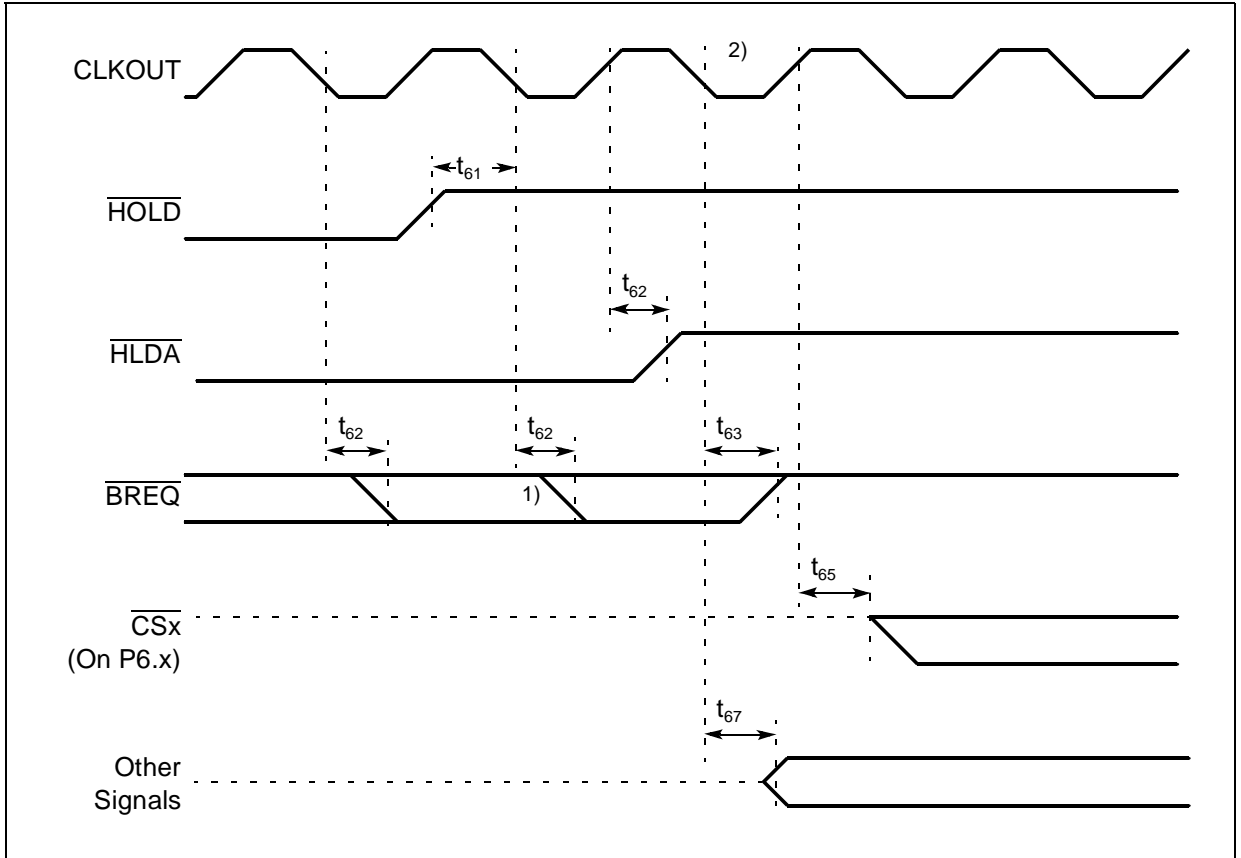 CLKOUT
2)
t61
HOLD
t62
HLDA
t62
t62
t63
BREQ
1)
t65
CSx
(On P6.x)
t67
Other
Signals